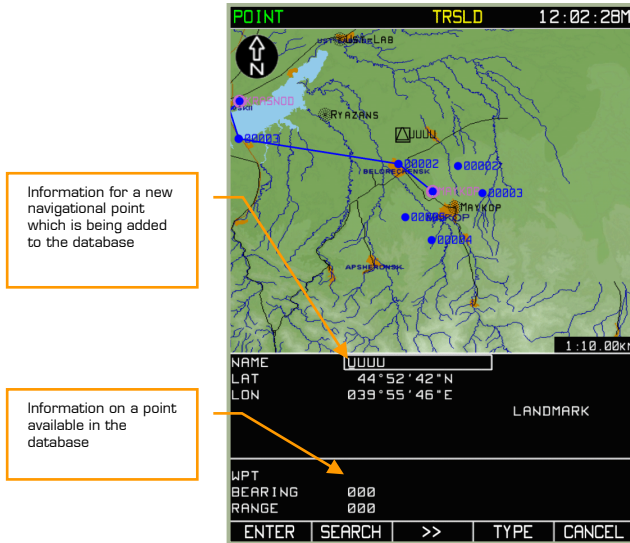 POINT TRSLD 12:02:28M
N
RYAZANS
UUUU
00003
00002
00002
BELORECHENSK
00003
MAYKOP
00004
APSHERONSK
1:10.00KM
Information for a new
navigational point
which is being added
to the database
NAME UUUU
LAT 44°52'42"N
LON 039°55'46"E
LANDMARK
Information on a point
available in the
database
WPT
BEARING 000
RANGE 000
ENTER SEARCH >> TYPE CANCEL